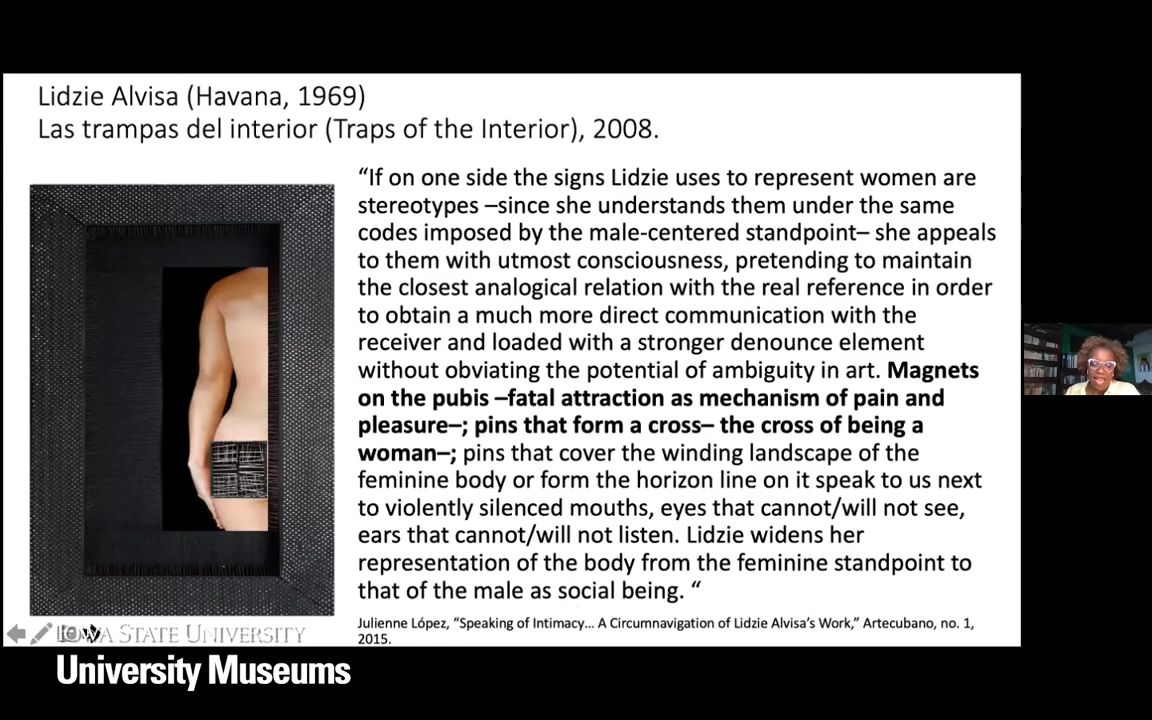 Lidzie Alvisa (Havana, 1969)
Las trampas del interior (Traps of the Interior), 2008.
“If on one side the signs Lidzie uses to represent women are
stereotypes –since she understands them under the same
codes imposed by the male-centered standpoint– she appeals
to them with utmost consciousness, pretending to maintain
the closest analogical relation with the real reference in order
to obtain a much more direct communication with the
receiver and loaded with a stronger denounce element
without obviating the potential of ambiguity in art. Magnets
on the pubis –fatal attraction as mechanism of pain and
pleasure–; pins that form a cross– the cross of being a
woman–; pins that cover the winding landscape of the
feminine body or form the horizon line on it speak to us next
to violently silenced mouths, eyes that cannot/will not see,
ears that cannot/will not listen. Lidzie widens her
representation of the body from the feminine standpoint to
that of the male as social being. “
Julienne López, “Speaking of Intimacy... A Circumnavigation of Lidzie Alvisa’s Work,” Artecubano, no. 1,
2015.
IOWA STATE UNIVERSITY
University Museums